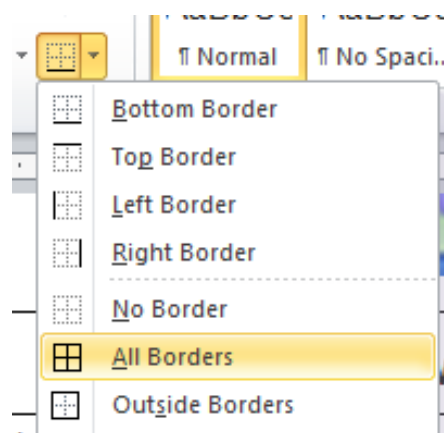 ¶ Normal ¶ No Spaci...
Bottom Border
Top Border
Left Border
Right Border
No Border
All Borders
Outside Borders